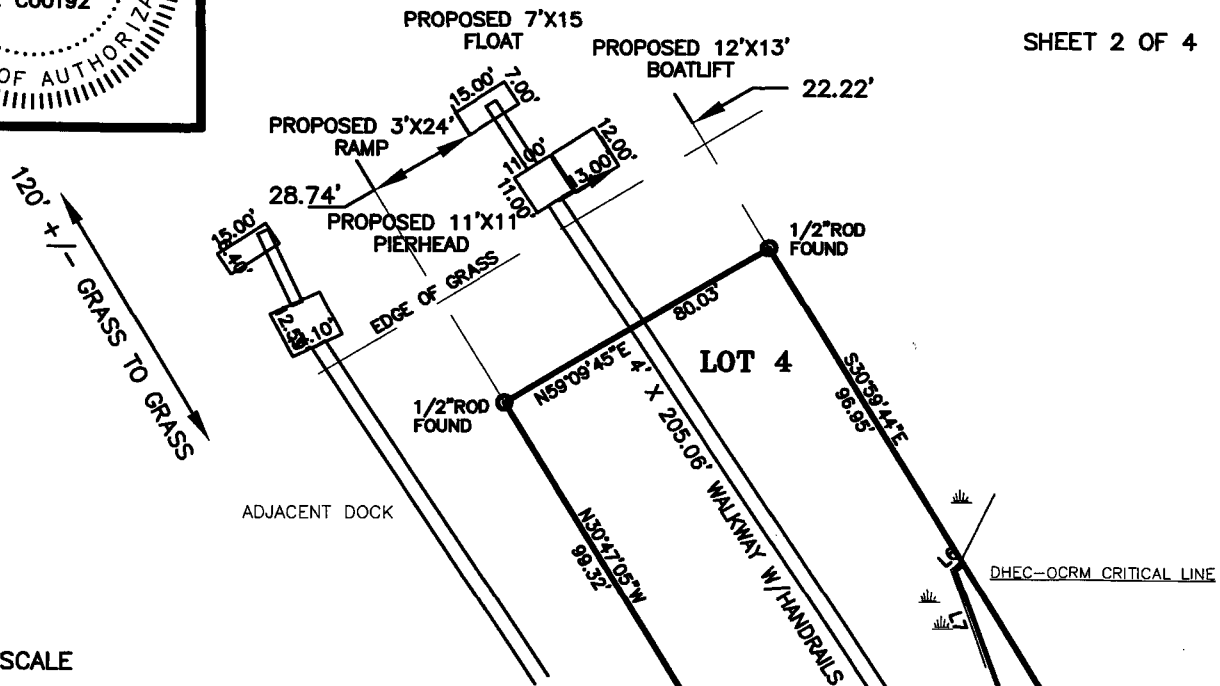 C00192
OF AUTHORIZA
SHEET 2 OF 4
PROPOSED 7'X15
FLOAT
PROPOSED 12'X13'
BOATLIFT
22.22'
15.00'
7.00'
PROPOSED 3'X24'
RAMP
28.74'
11.00'
11.00'
12.00'
13.00'
PROPOSED 11'X11'
PIERHEAD
120' +/- GRASS TO GRASS
15.00'
EDGE OF GRASS
1/2"ROD
FOUND
80.03'
N59°09'45"E
LOT 4
1/2"ROD
FOUND
4' X 205.06' WALKWAY W/HANDRAILS
S30°59'44"E
96.95'
ADJACENT DOCK
N30°47'05"W
99.32'
DHEC-OCRM CRITICAL LINE
L7
SCALE